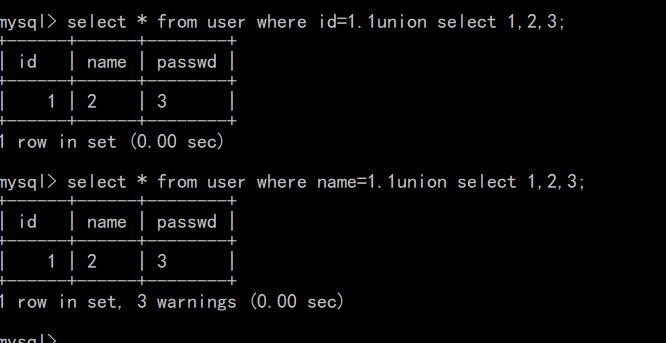 mysql> select * from user where id=1.1union select 1,2,3;
+------+------+--------+
| id   | name | passwd |
+------+------+--------+
|    1 | 2    | 3      |
+------+------+--------+
1 row in set (0.00 sec)
mysql> select * from user where name=1.1union select 1,2,3;
+------+------+--------+
| id   | name | passwd |
+------+------+--------+
|    1 | 2    | 3      |
+------+------+--------+
1 row in set, 3 warnings (0.00 sec)
mysql>